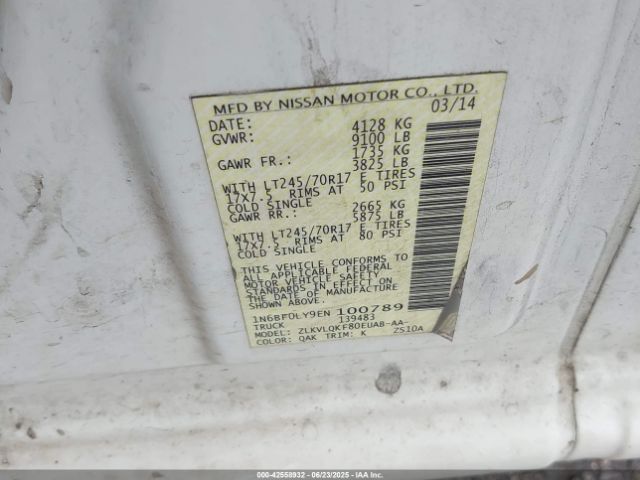 MFD BY NISSAN MOTOR CO., LTD.
DATE: 03/14
GVWR: 4128 KG
9100 LB
GAWR FR.: 1735 KG
3825 LB
WITH LT245/70R17 E TIRES
17X7.5 RIMS AT 50 PSI
COLD SINGLE
GAWR RR.: 2665 KG
5875 LB
WITH LT245/70R17 E TIRES
17X7.5 RIMS AT 80 PSI
COLD SINGLE
THIS VEHICLE CONFORMS TO
ALL APPLICABLE FEDERAL
MOTOR VEHICLE SAFETY
STANDARDS IN EFFECT ON THE
DATE OF MANUFACTURE
SHOWN ABOVE.
1N6BF0LY9EN 100789
TRUCK 139483
MODEL: ZLKVLQKF80EUAB-AA-
COLOR: QAK TRIM: K ZS10A
000-42558932 - 06/23/2025 - IAAI.COM